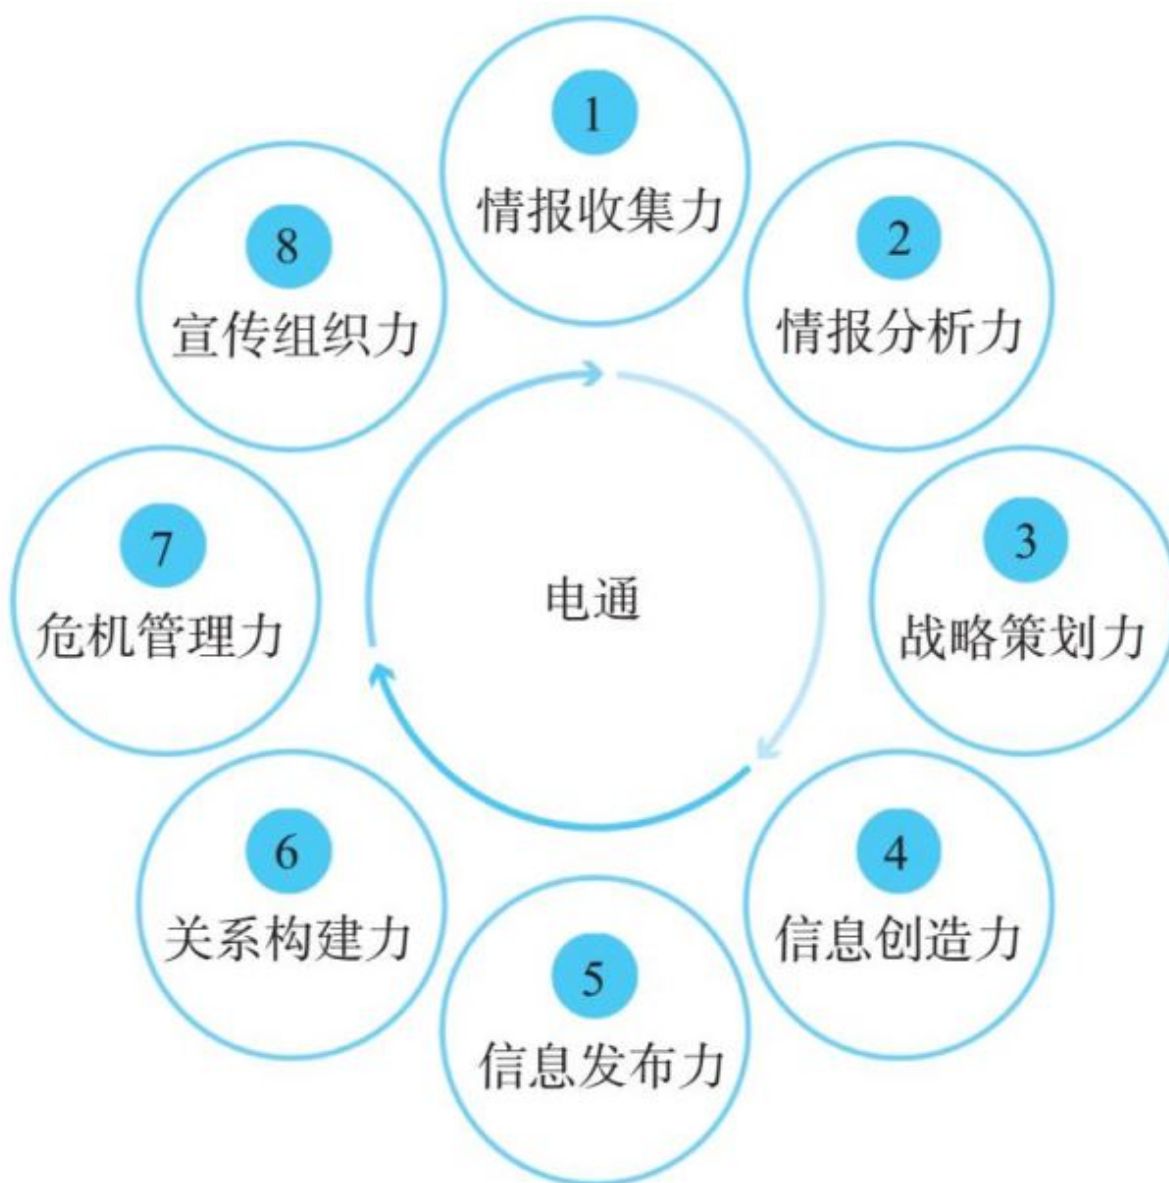 1
情报收集力
2
情报分析力
3
战略策划力
4
信息创造力
5
信息发布力
6
关系构建力
7
危机管理力
8
宣传组织力
电通